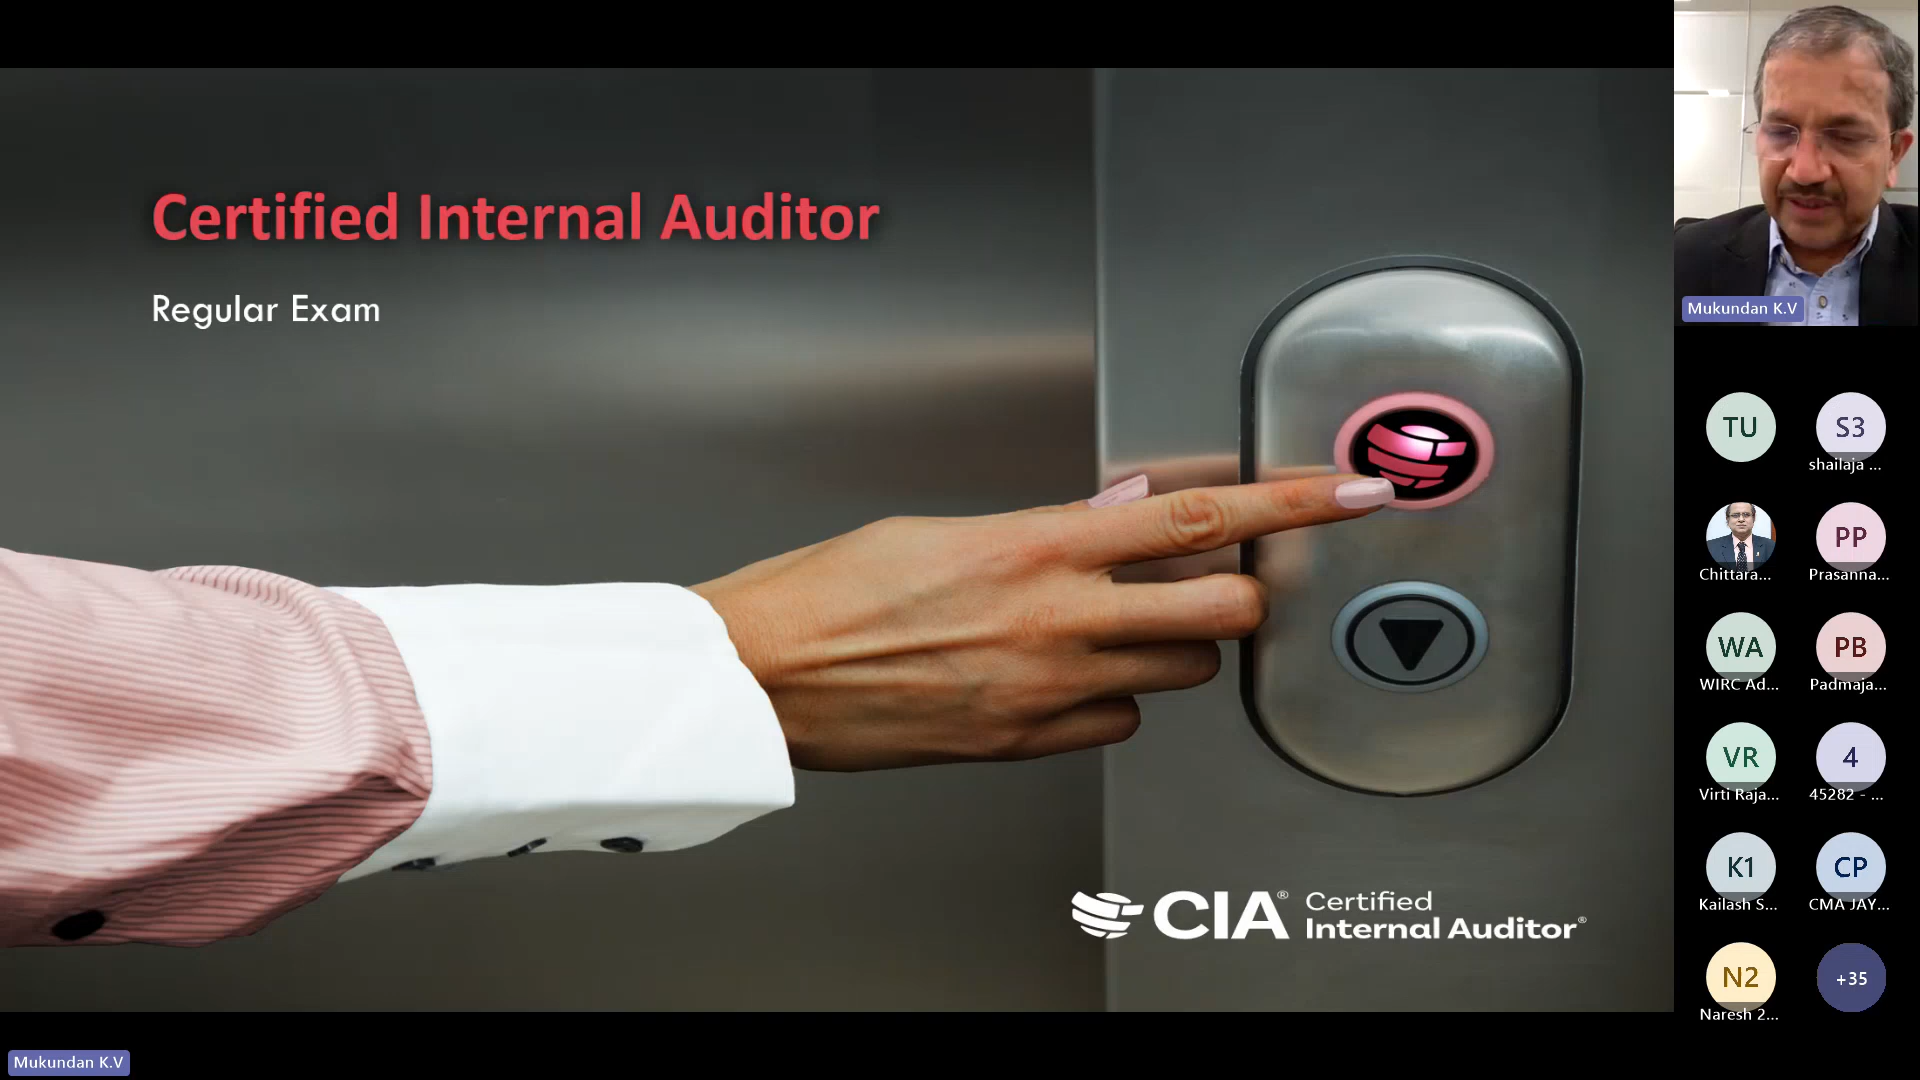 Certified Internal Auditor
Regular Exam
CIA® Certified
Internal Auditor®
Mukundan K.V
Mukundan K.V
TU
S3
shailaja ...
Chittara...
PP
Prasanna...
WA
WIRC Ad...
PB
Padmaja...
VR
Virti Raja...
4
45282 - ...
K1
Kailash S...
CP
CMA JAY...
N2
Naresh 2...
+35